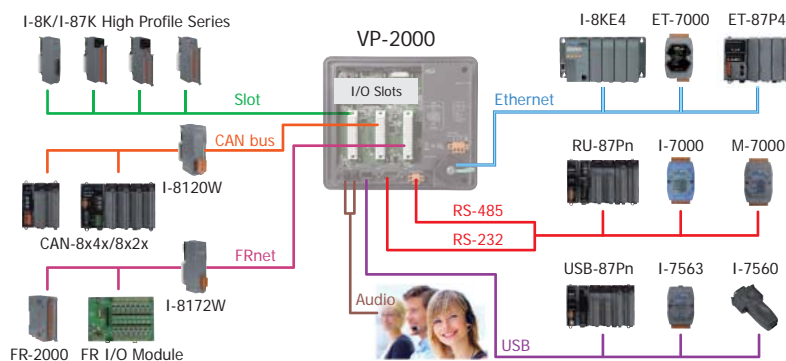 I-8K/I-87K High Profile Series
VP-2000
I-8KE4
ET-7000
ET-87P4
I/O Slots
Slot
Ethernet
CAN bus
I-8120W
RU-87Pn
I-7000
M-7000
CAN-8x4x/8x2x
RS-485
RS-232
FRnet
I-8172W
USB-87Pn
I-7563
I-7560
Audio
USB
FR-2000
FR I/O Module